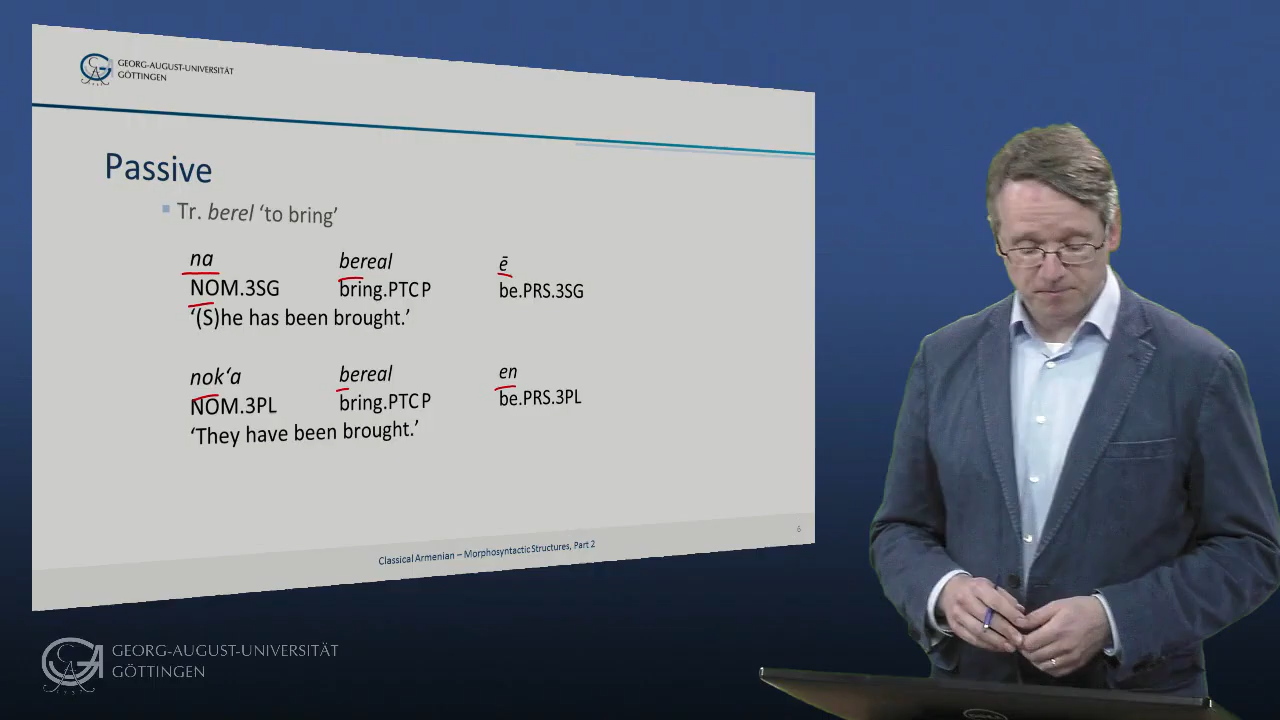 GEORG-AUGUST-UNIVERSITÄT
GÖTTINGEN
Passive
Tr. berel ‘to bring’
na bereal ē
NOM.3SG bring.PTCP be.PRS.3SG
‘(S)he has been brought.’
nok‘a bereal en
NOM.3PL bring.PTCP be.PRS.3PL
‘They have been brought.’
6
Classical Armenian – Morphosyntactic Structures, Part 2
GEORG-AUGUST-UNIVERSITÄT
GÖTTINGEN